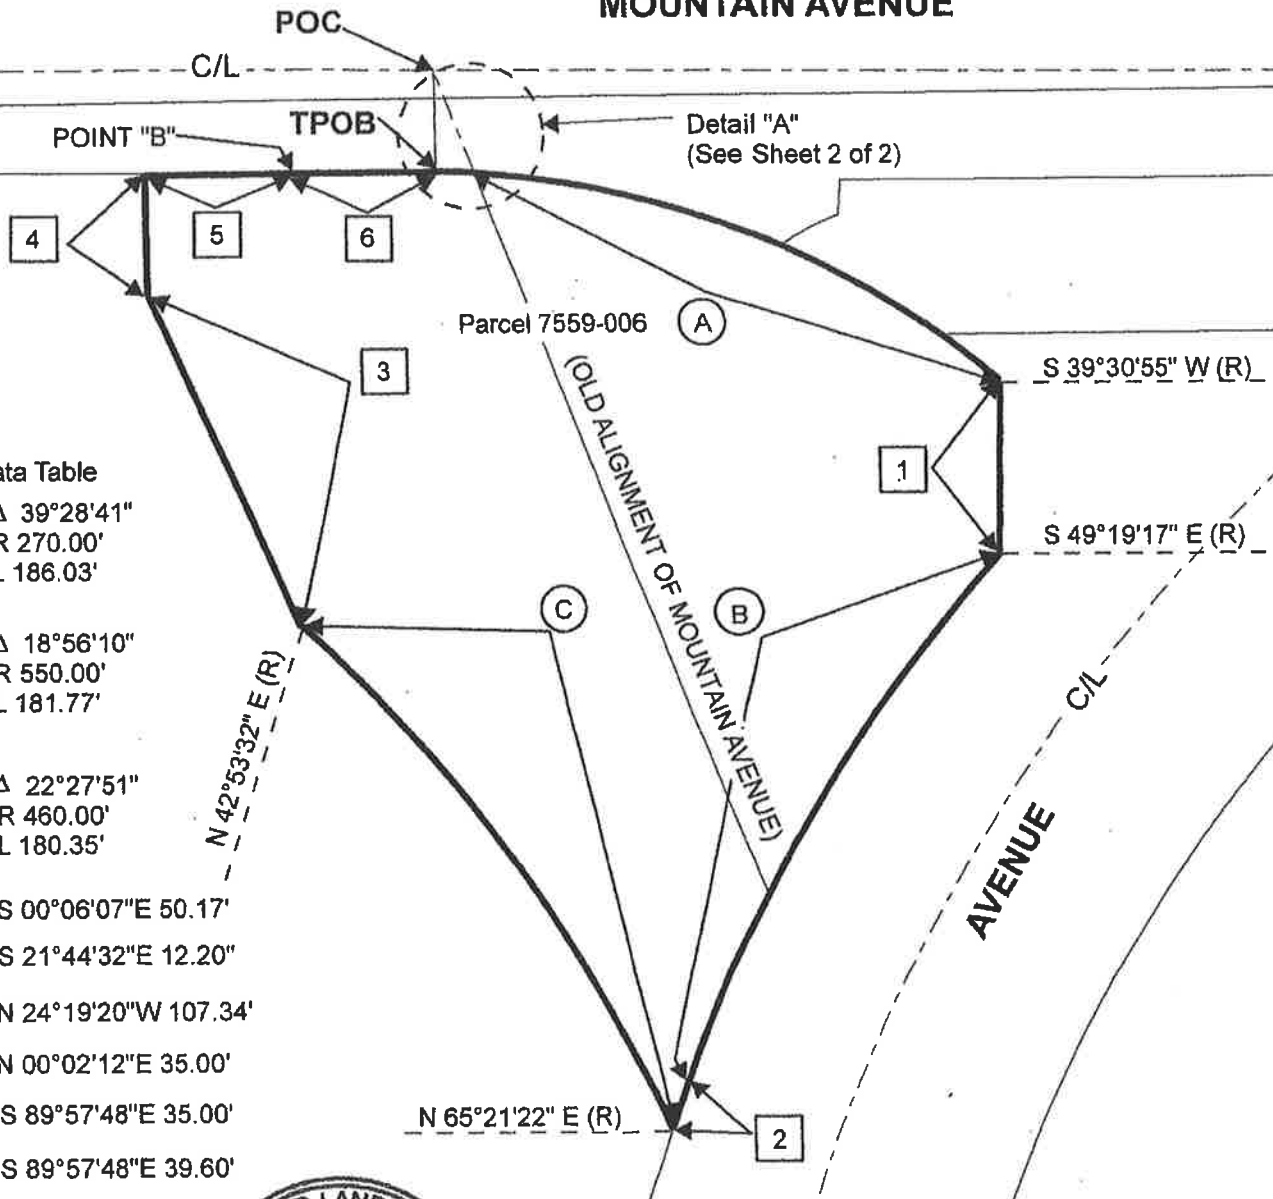 MOUNTAIN AVENUE
POC
C/L
POINT "B"
TPOB
Detail "A"
(See Sheet 2 of 2)
4
5
6
Parcel 7559-006
A
3
S 39°30'55" W (R)
(OLD ALIGNMENT OF MOUNTAIN AVENUE)
1
S 49°19'17" E (R)
C
B
C/L
N 42°53'32" E (R)
AVENUE
Table
Δ 39°28'41"
R 270.00'
L 186.03'
Δ 18°56'10"
R 550.00'
L 181.77'
Δ 22°27'51"
R 460.00'
L 180.35'
S 00°06'07"E 50.17'
S 21°44'32"E 12.20"
N 24°19'20"W 107.34'
N 00°02'12"E 35.00'
S 89°57'48"E 35.00'
S 89°57'48"E 39.60'
N 65°21'22" E (R)
2
LAND